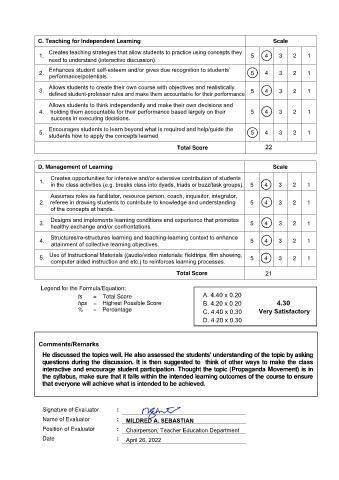 C. Teaching for Independent Learning Scale
1. Creates teaching strategies that allow students to practice using concepts they
need to understand (interactive discussion). 5 4 3 2 1
2. Enhances student self-esteem and/or gives due recognition to students'
performance/potentials. 5 4 3 2 1
3. Allows students to create their own course with objectives and realistically
defined student-professor rules and make them accountable for their performance 5 4 3 2 1
4. Allows students to think independently and make their own decisions and
holding them accountable for their performance based largely on their
success in executing decisions. 5 4 3 2 1
5. Encourages students to learn beyond what is required and help/guide the
students how to apply the concepts learned 5 4 3 2 1
Total Score 22
D. Management of Learning Scale
1. Creates opportunities for intensive and/or extensive contribution of students
in the class activities (e.g. breaks class into dyads, triads or buzz/task groups). 5 4 3 2 1
2. Assumes roles as facilitator, resource person, coach, inquisitor, integrator,
referee in drawing students to contribute to knowledge and understanding
of the concepts at hands. 5 4 3 2 1
3. Designs and implements learning conditions and experience that promotes
healthy exchange and/or confrontations. 5 4 3 2 1
4. Structures/re-structures learning and teaching-learning context to enhance
attainment of collective learning objectives. 5 4 3 2 1
5. Use of Instructional Materials ((audio/video materials: fieldtrips, film showing,
computer aided instruction and etc.) to reinforces learning processes. 5 4 3 2 1
Total Score 21
Legend for the Formula/Equation:
ts = Total Score
hps = Highest Possible Score
% = Percentage
A. 4.40 x 0.20
B. 4.20 x 0.20
C. 4.40 x 0.30
D. 4.20 x 0.30
4.30
Very Satisfactory
Comments/Remarks
He discussed the topics well. He also assessed the students' understanding of the topic by asking
questions during the discussion. It is then suggested to think of other ways to make the class
interactive and encourage student participation. Thought the topic (Propaganda Movement) is in
the syllabus, make sure that it falls within the intended learning outcomes of the course to ensure
that everyone will achieve what is intended to be achieved.
Signature of Evaluator :
Name of Evaluator : MILDRED A. SEBASTIAN
Position of Evaluator : Chairperson, Teacher Education Department
Date : April 26, 2022